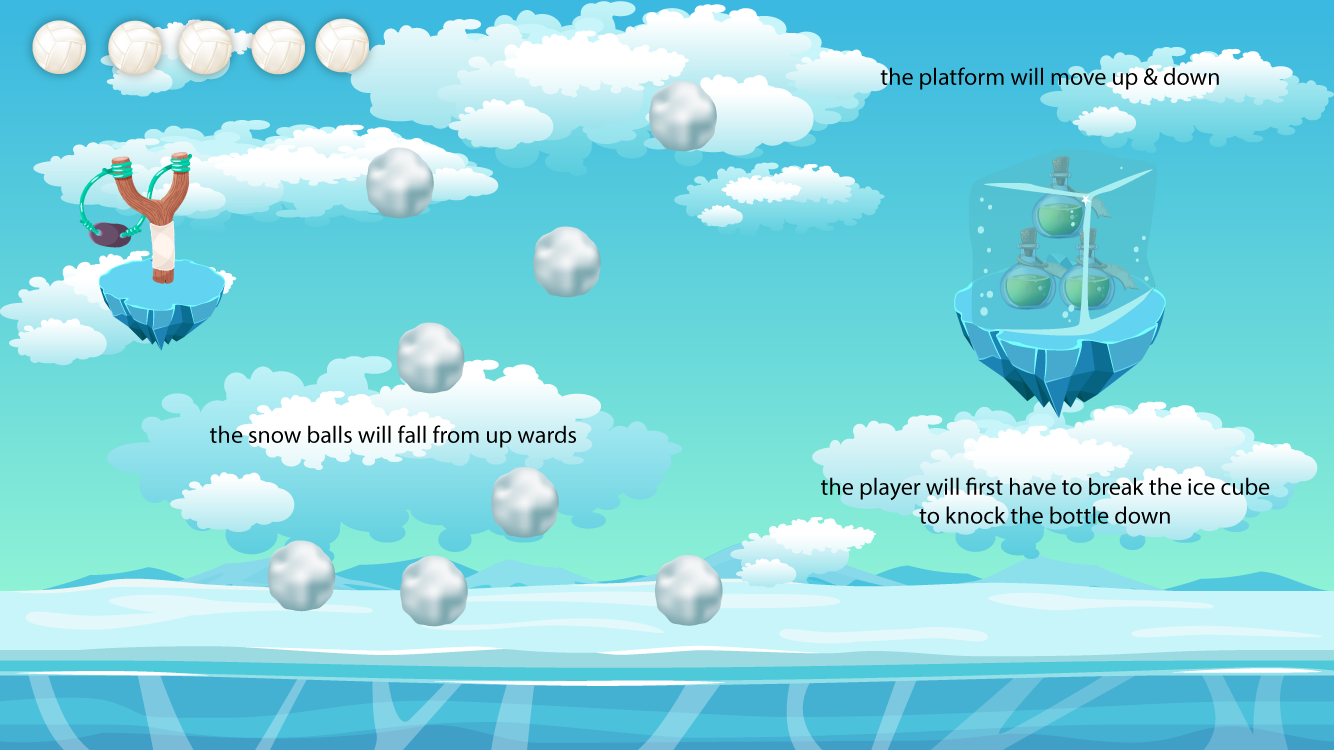 the platform will move up & down
the snow balls will fall from up wards
the player will first have to break the ice cube
to knock the bottle down